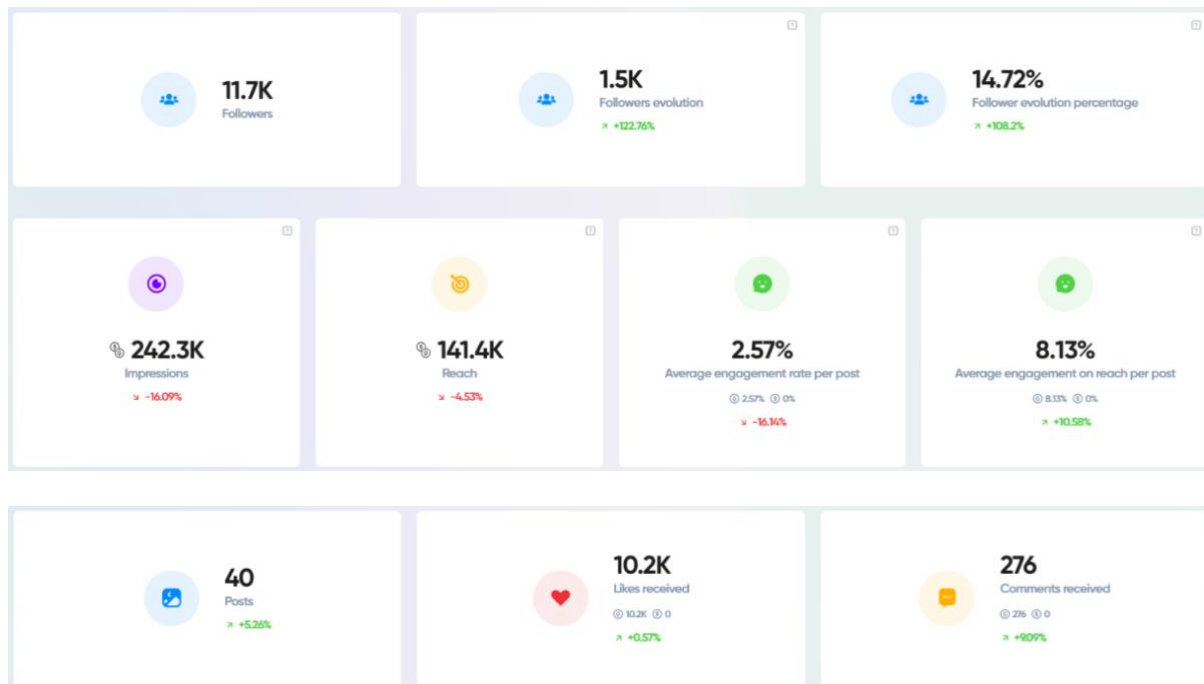 11.7K
Followers
1.5K
Followers evolution
+122.76%
14.72%
Follower evolution percentage
+108.2%
242.3K
Impressions
-16.09%
141.4K
Reach
-4.53%
2.57%
Average engagement rate per post
2.57% 0%
-16.14%
8.13%
Average engagement on reach per post
8.13% 0%
+10.58%
40
Posts
+5.26%
10.2K
Likes received
10.2K 0
+0.57%
276
Comments received
276 0
+9.09%